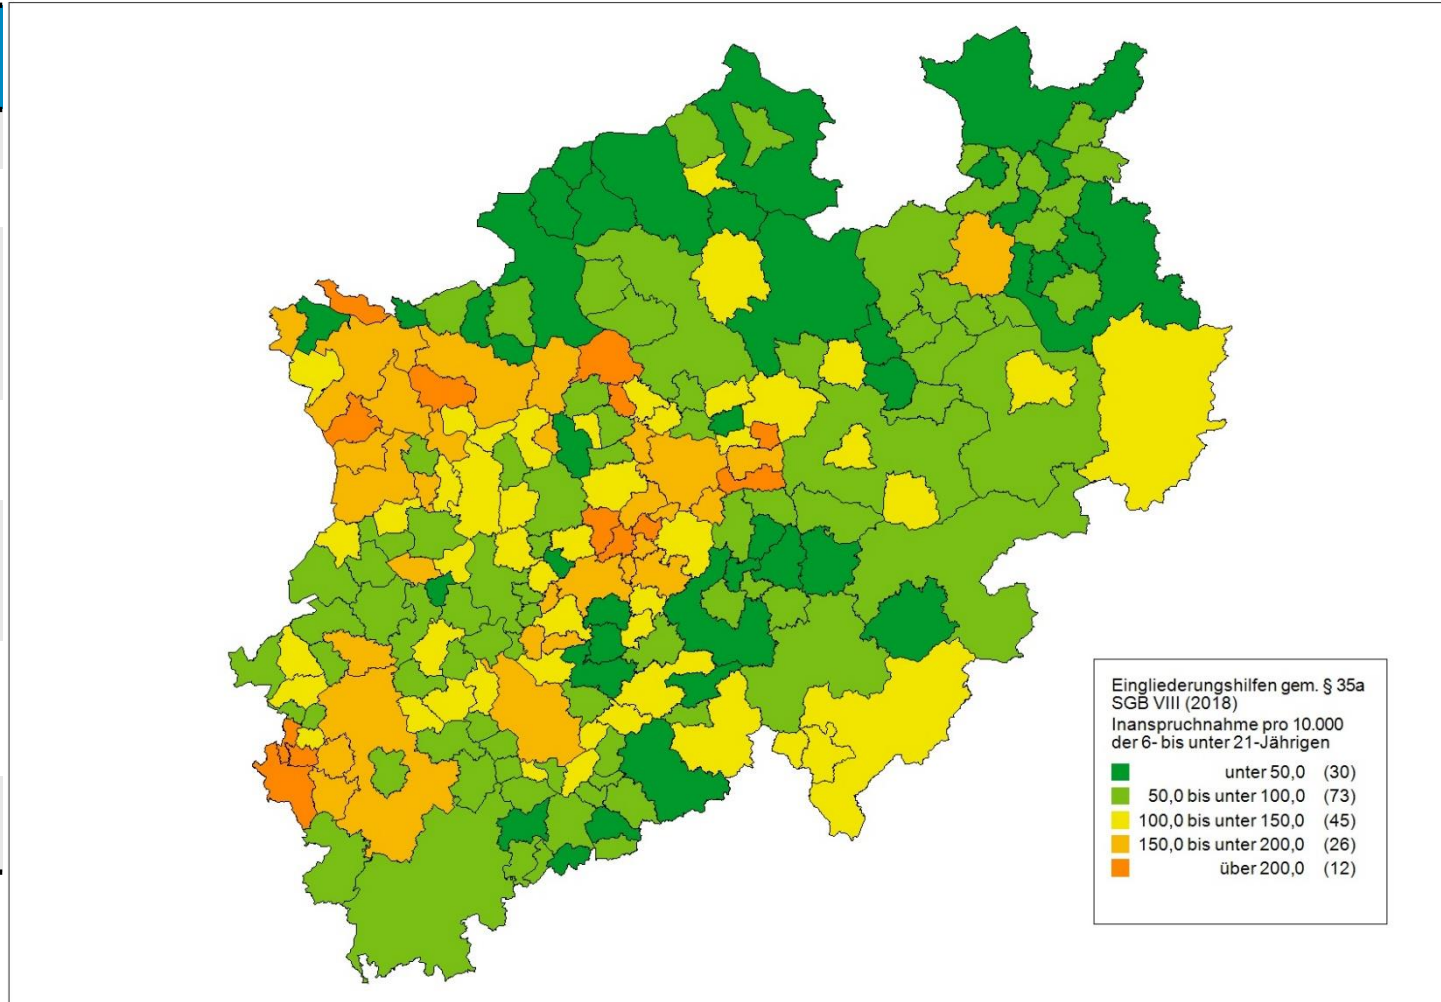 Eingliederungshilfen gem. § 35a
SGB VIII (2018)
Inanspruchnahme pro 10.000
der 6- bis unter 21-Jährigen
unter 50,0 (30)
50,0 bis unter 100,0 (73)
100,0 bis unter 150,0 (45)
150,0 bis unter 200,0 (26)
über 200,0 (12)